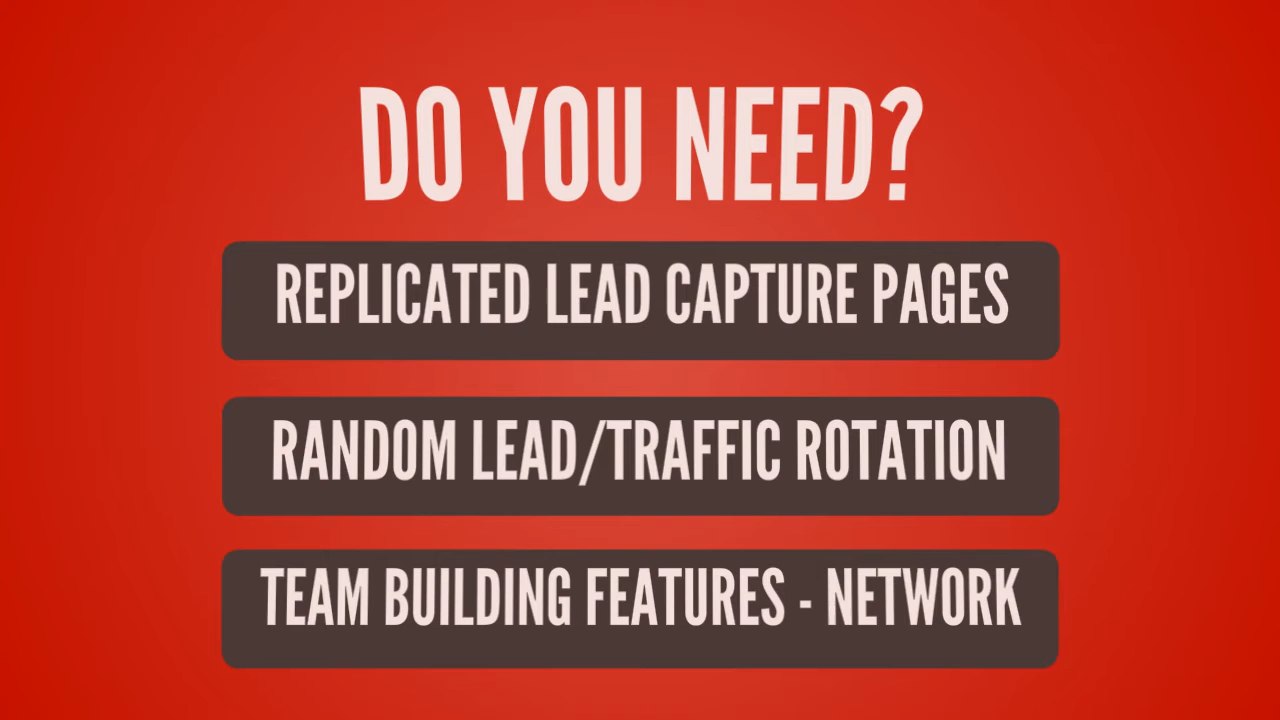 DO YOU NEED?
REPLICATED LEAD CAPTURE PAGES
RANDOM LEAD/TRAFFIC ROTATION
TEAM BUILDING FEATURES - NETWORK